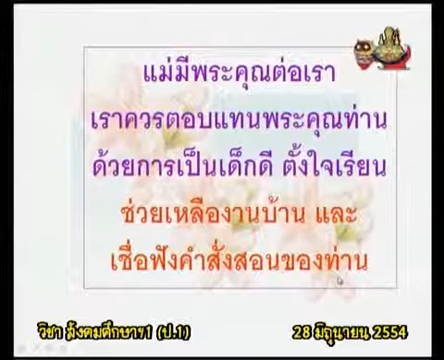 แม่มีพระคุณต่อเรา
เราควรตอบแทนพระคุณท่าน
ด้วยการเป็นเด็กดี ตั้งใจเรียน
ช่วยเหลืองานบ้าน และ
เชื่อฟังคำสั่งสอนของท่าน
วิชา สังคมศึกษาฯ1 (ป.1)
28 มิถุนายน 2554